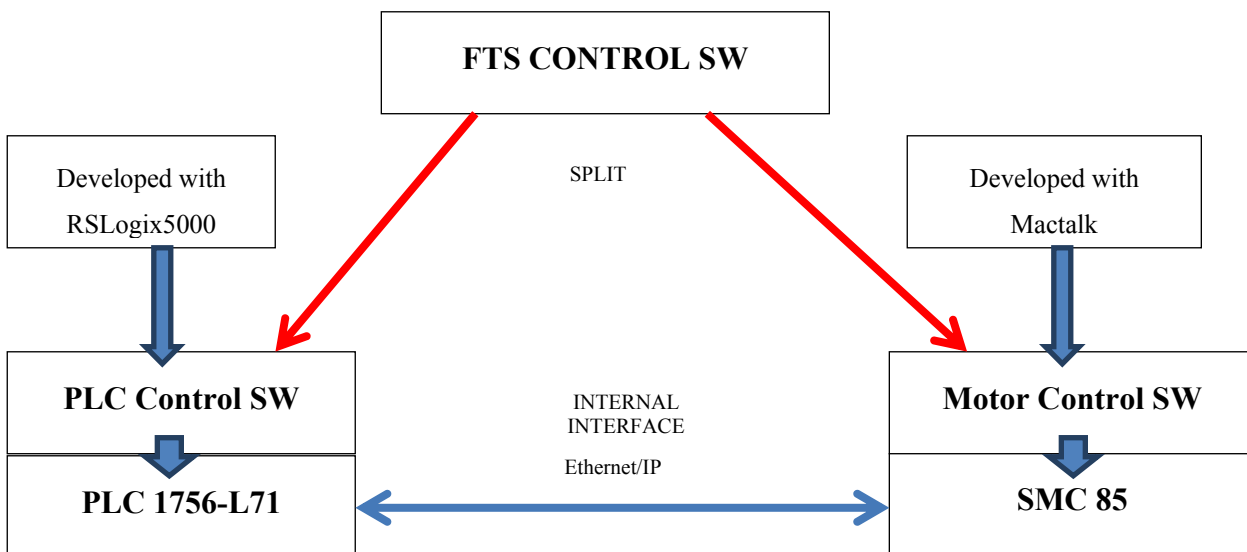 FTS CONTROL SW
Developed with
RSLogix5000
SPLIT
Developed with
Mactalk
PLC Control SW
INTERNAL
INTERFACE
Ethernet/IP
Motor Control SW
PLC 1756-L71
SMC 85